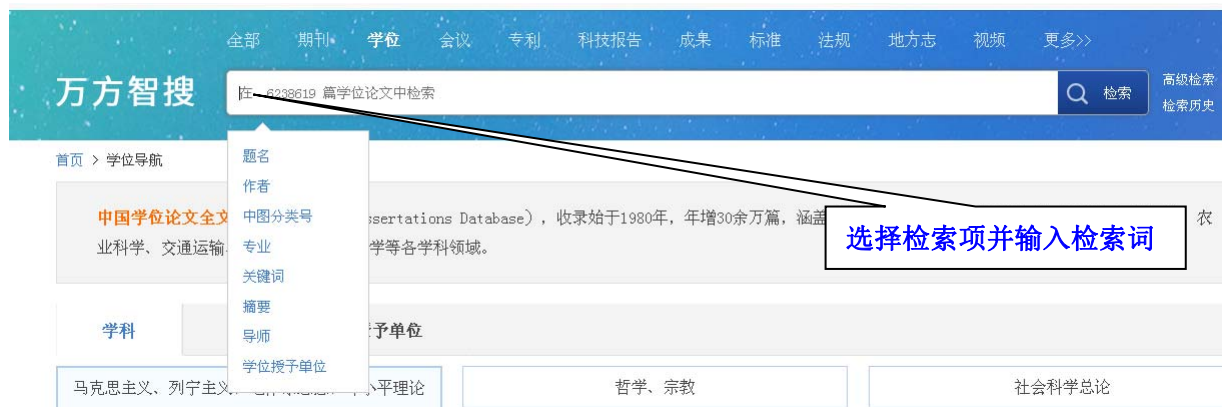 全部 期刊 学位 会议 专利 科技报告 成果 标准 法规 地方志 视频 更多>>
万方智搜
在 6238619 篇学位论文中检索
检索
高级检索
检索历史
首页 > 学位导航
题名
作者
中图分类号
专业
关键词
摘要
导师
学位授予单位
中国学位论文全文 ssertations Database），收录始于1980年，年增30余万篇，涵盖 农
业科学、交通运输 学等各学科领域。
选择检索项并输入检索词
学科 予单位
马克思主义、列宁主义、 平理论
哲学、宗教
社会科学总论